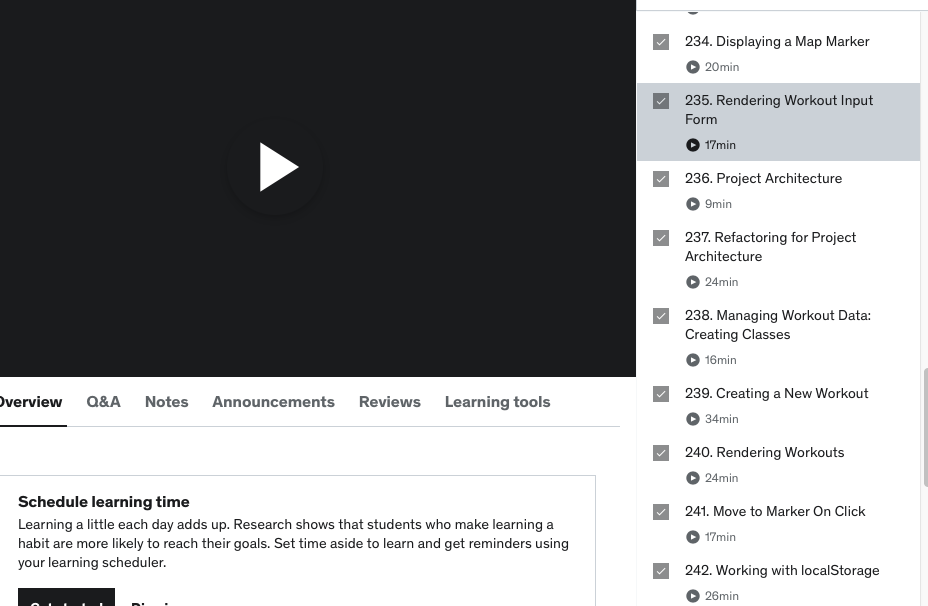 234. Displaying a Map Marker
20min
235. Rendering Workout Input
Form
17min
236. Project Architecture
9min
237. Refactoring for Project
Architecture
24min
238. Managing Workout Data:
Creating Classes
16min
239. Creating a New Workout
34min
240. Rendering Workouts
24min
241. Move to Marker On Click
17min
242. Working with localStorage
26min
Overview Q&A Notes Announcements Reviews Learning tools
Schedule learning time
Learning a little each day adds up. Research shows that students who make learning a
habit are more likely to reach their goals. Set time aside to learn and get reminders using
your learning scheduler.